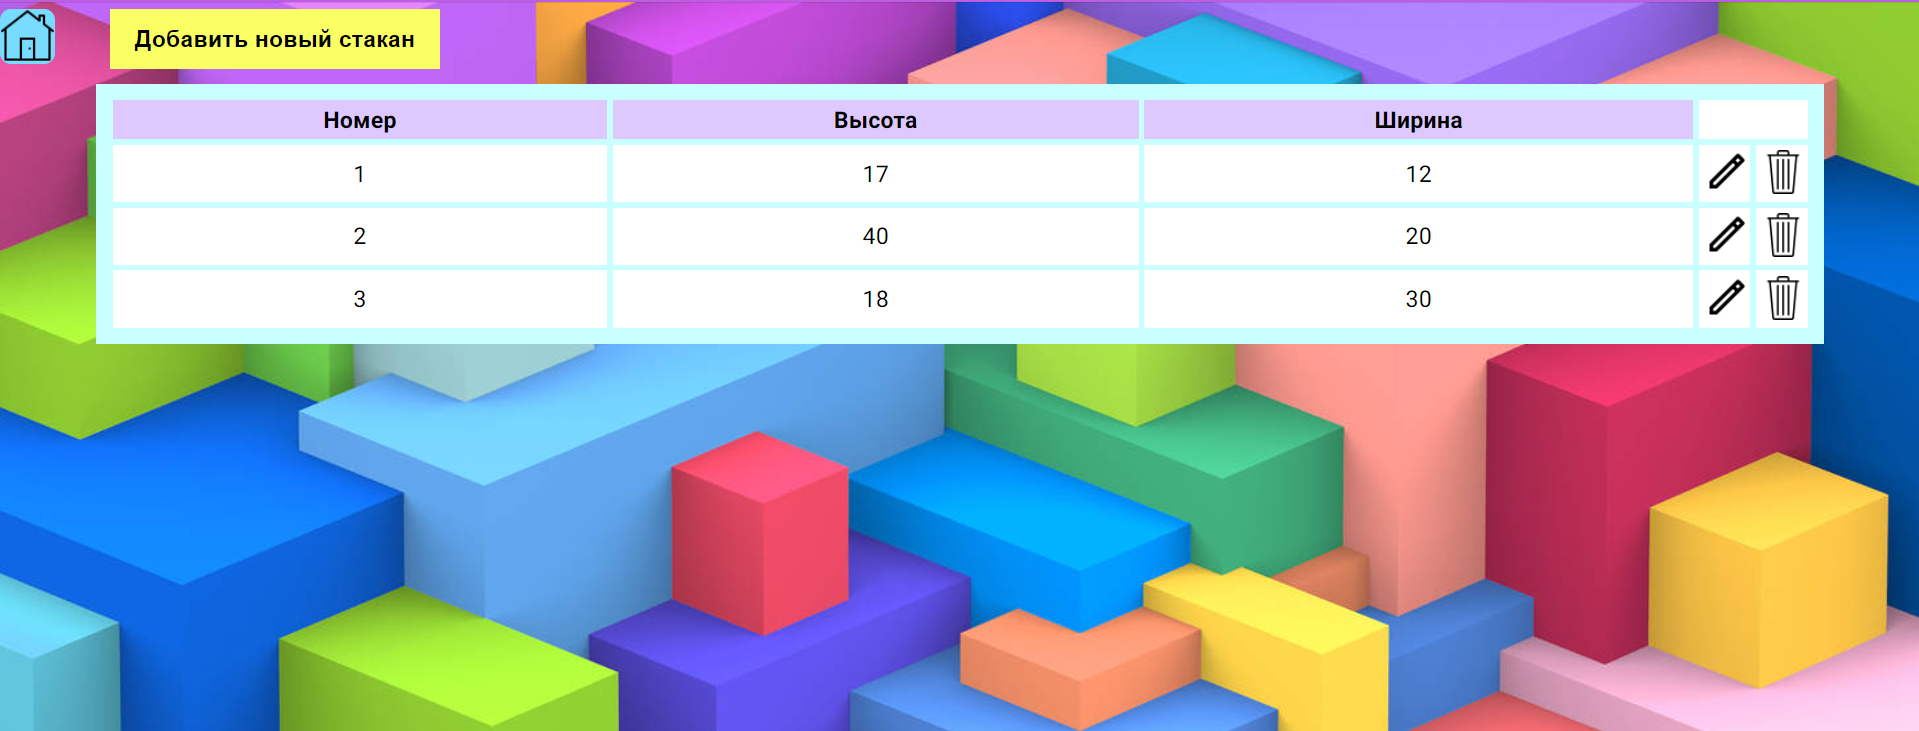 Добавить новый стакан
Номер Высота Ширина
1 17 12
2 40 20
3 18 30